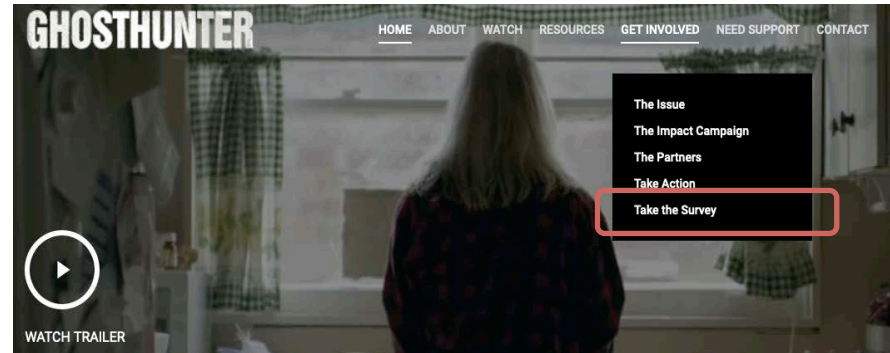 GHOSTHUNTER
HOME ABOUT WATCH RESOURCES GET INVOLVED NEED SUPPORT CONTACT
The Issue
The Impact Campaign
The Partners
Take Action
Take the Survey
WATCH TRAILER